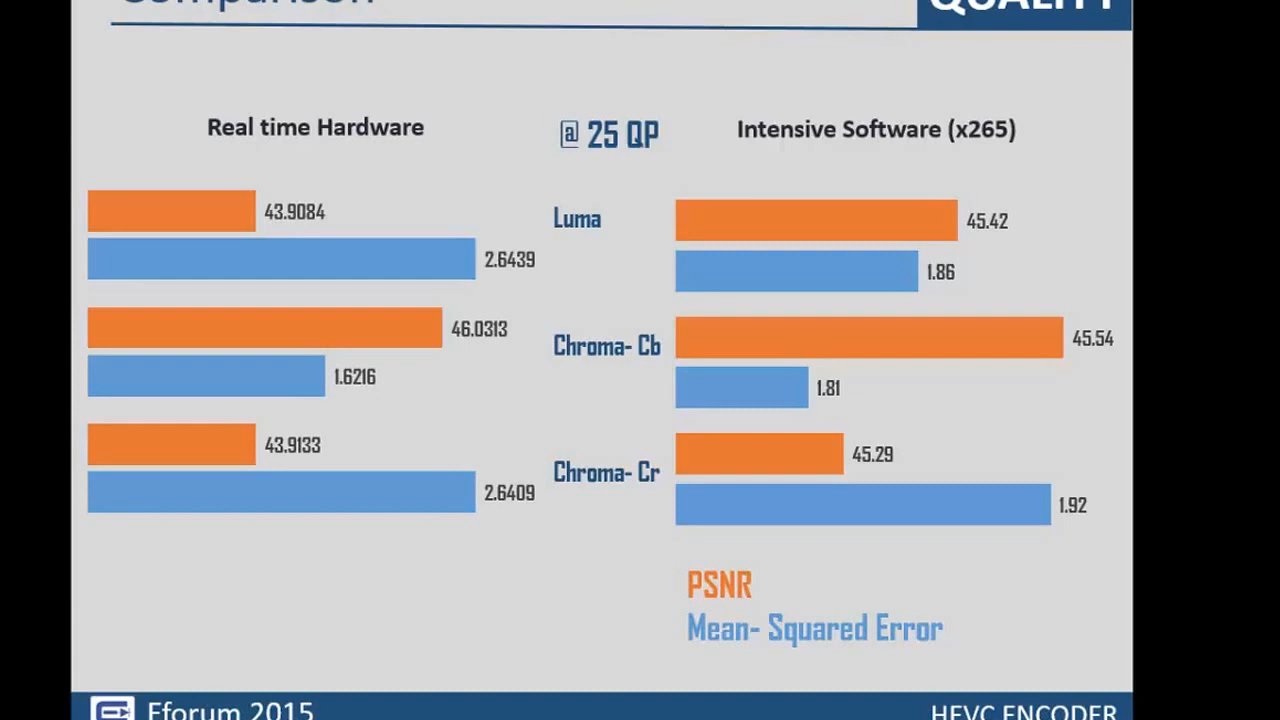 Comparison
QUALITY
Real time Hardware
@ 25 QP
Intensive Software (x265)
43.9084
2.6439
Luma
45.42
1.86
46.0313
1.6216
Chroma- Cb
45.54
1.81
43.9133
2.6409
Chroma- Cr
45.29
1.92
PSNR
Mean- Squared Error
Eforum 2015
HEVC ENCODER